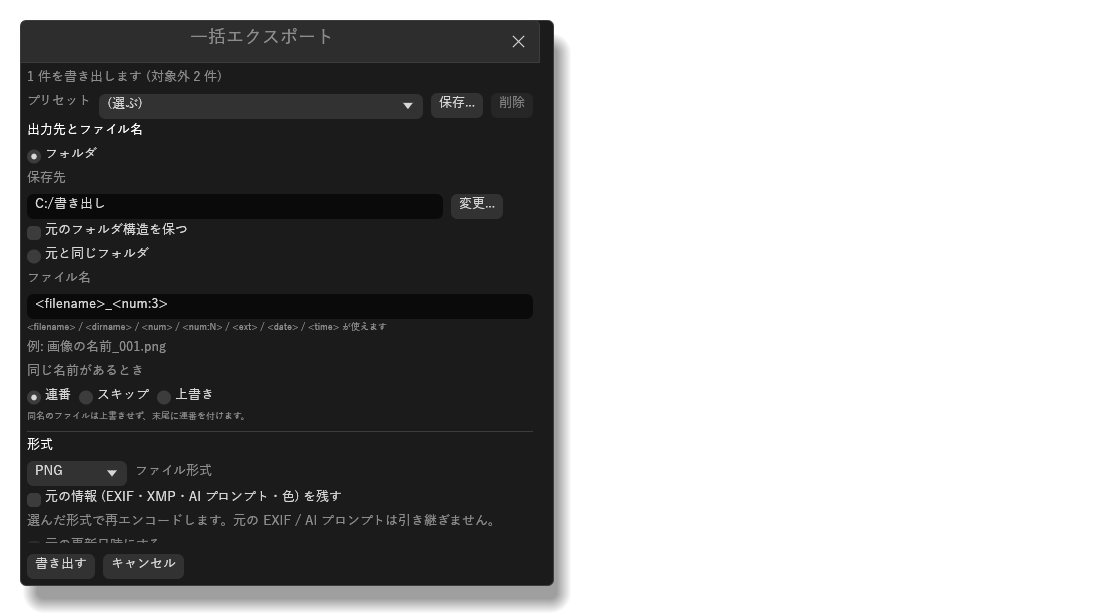 一括エクスポート
1 件を書き出します (対象外 2 件)
プリセット (選ぶ) 保存... 削除
出力先とファイル名
フォルダ
保存先
C:/書き出し 変更...
元のフォルダ構造を保つ
元と同じフォルダ
ファイル名
<filename>_<num:3>
<filename> / <dirname> / <num> / <num:N> / <ext> / <date> / <time> が使えます
例: 画像の名前_001.png
同じ名前があるとき
連番 スキップ 上書き
同名のファイルは上書きせず、末尾に連番を付けます。
形式
PNG ファイル形式
元の情報 (EXIF・XMP・AI プロンプト・色) を残す
選んだ形式で再エンコードします。元の EXIF / AI プロンプトは引き継ぎません。
元の更新日時にする
書き出す キャンセル